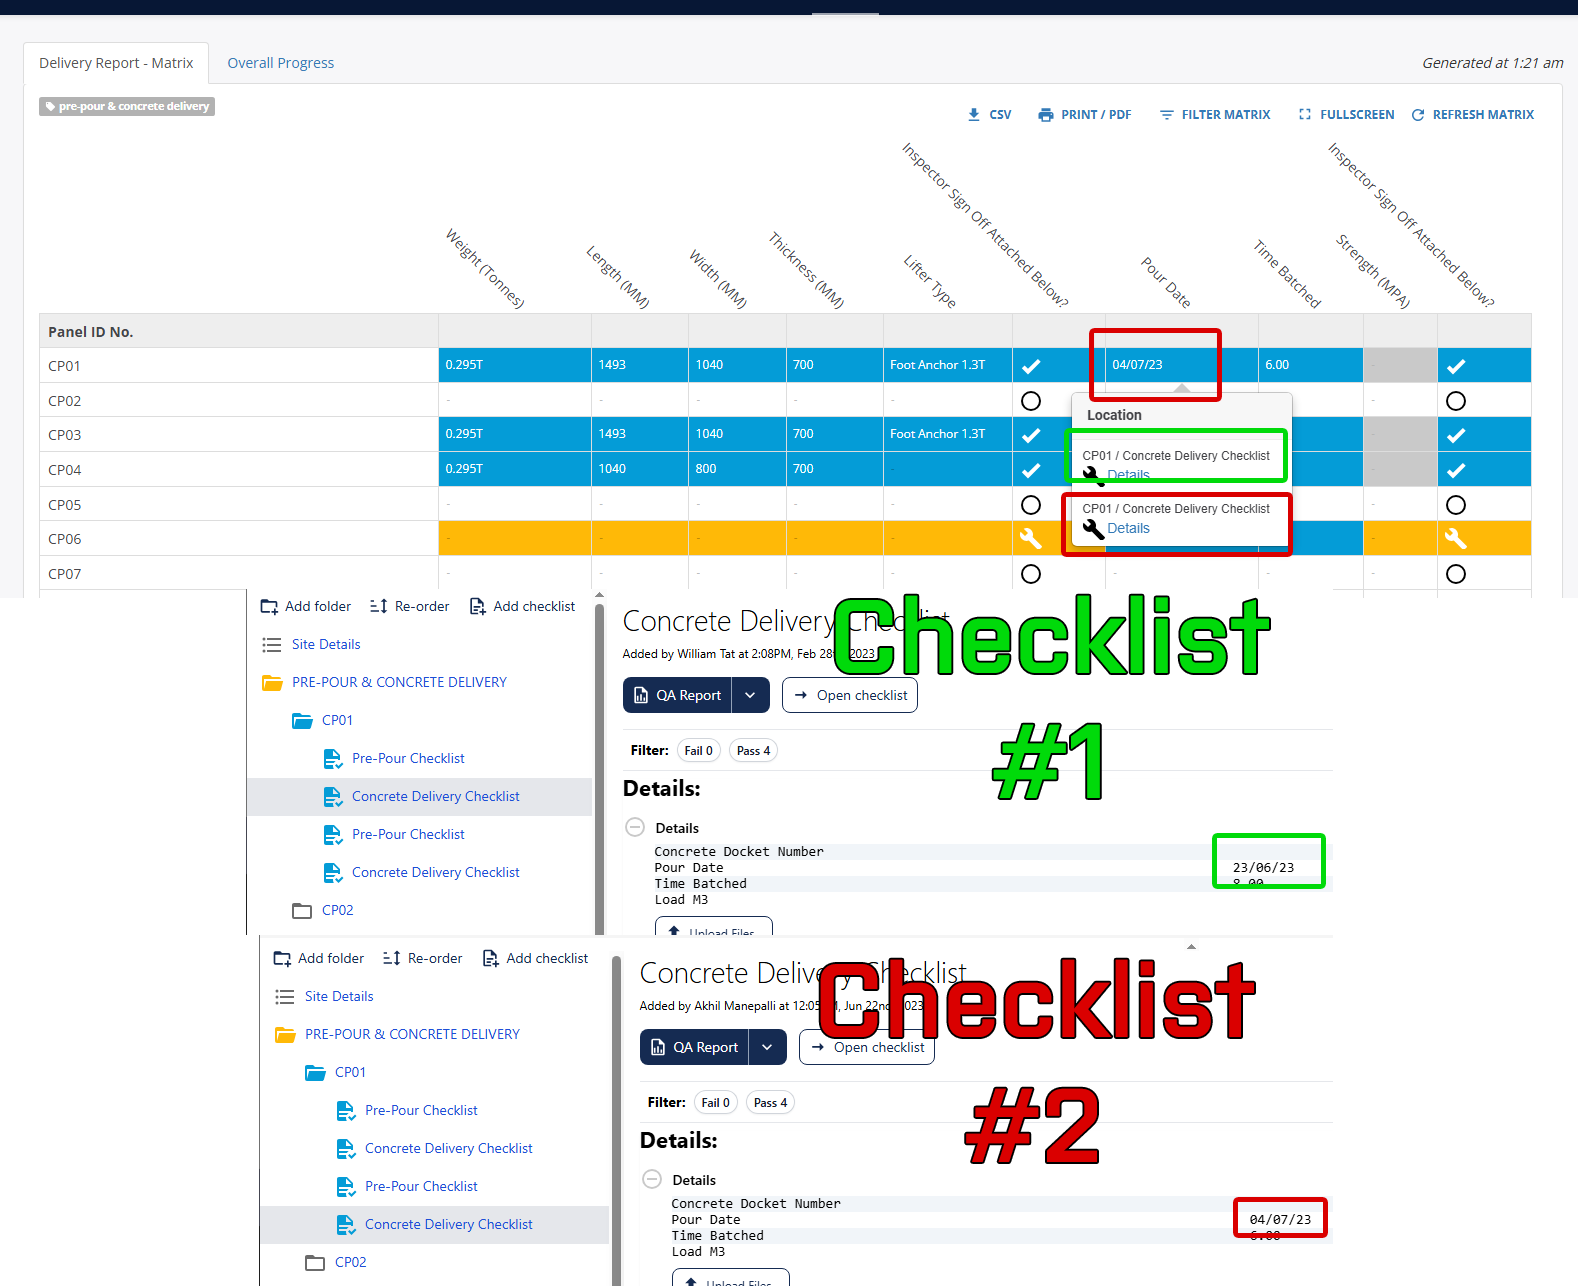 Delivery Report - Matrix
Overall Progress
Generated at 1:21 am
pre-pour & concrete delivery
CSV
PRINT / PDF
FILTER MATRIX
FULLSCREEN
REFRESH MATRIX
Weight (Tonnes)
Length (MM)
Width (MM)
Thickness (MM)
Lifter Type
Inspector Sign Off Attached Below?
Pour Date
Time Batched
Strength (MPA)
Inspector Sign Off Attached Below?
Panel ID No.
CP01 0.295T 1493 1040 700 Foot Anchor 1.3T 04/07/23 6.00 -
CP02 - - - - - -
CP03 0.295T 1493 1040 700 Foot Anchor 1.3T -
CP04 0.295T 1040 800 700 - -
CP05 - - - - - -
CP06 - - - - - -
CP07 - - - - - - - -
Location
CP01 / Concrete Delivery Checklist
Details
CP01 / Concrete Delivery Checklist
Details
Add folder
Re-order
Add checklist
Site Details
PRE-POUR & CONCRETE DELIVERY
CP01
Pre-Pour Checklist
Concrete Delivery Checklist
Pre-Pour Checklist
Concrete Delivery Checklist
CP02
Concrete Delivery Checklist
Added by William Tat at 2:08PM, Feb 28th 2023
Checklist
#1
QA Report
Open checklist
Filter: Fail 0 Pass 4
Details:
Details
Concrete Docket Number
Pour Date 23/06/23
Time Batched 8.00
Load M3
Upload Files
Add folder
Re-order
Add checklist
Site Details
PRE-POUR & CONCRETE DELIVERY
CP01
Pre-Pour Checklist
Concrete Delivery Checklist
Pre-Pour Checklist
Concrete Delivery Checklist
CP02
Concrete Delivery Checklist
Added by Akhil Manepalli at 12:05PM, Jun 22nd 2023
Checklist
#2
QA Report
Open checklist
Filter: Fail 0 Pass 4
Details:
Details
Concrete Docket Number
Pour Date 04/07/23
Time Batched 6.00
Load M3
Upload Files